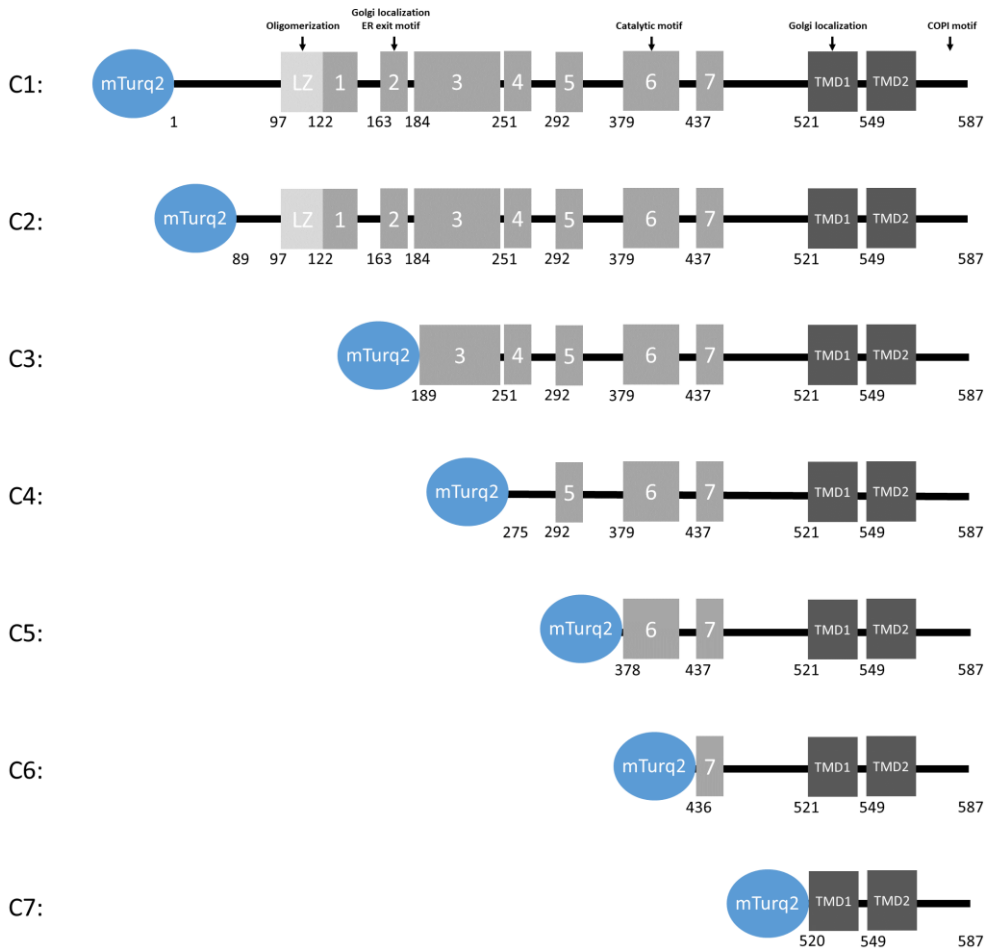 Golgi localization
Oligomerization ER exit motif Catalytic motif Golgi localization COPI motif
C1: mTurq2 LZ 1 2 3 4 5 6 7 TMD1 TMD2
1 97 122 163 184 251 292 379 437 521 549 587
C2: mTurq2 LZ 1 2 3 4 5 6 7 TMD1 TMD2
89 97 122 163 184 251 292 379 437 521 549 587
C3: mTurq2 3 4 5 6 7 TMD1 TMD2
189 251 292 379 437 521 549 587
C4: mTurq2 5 6 7 TMD1 TMD2
275 292 379 437 521 549 587
C5: mTurq2 6 7 TMD1 TMD2
378 437 521 549 587
C6: mTurq2 7 TMD1 TMD2
436 521 549 587
C7: mTurq2 TMD1 TMD2
520 549 587